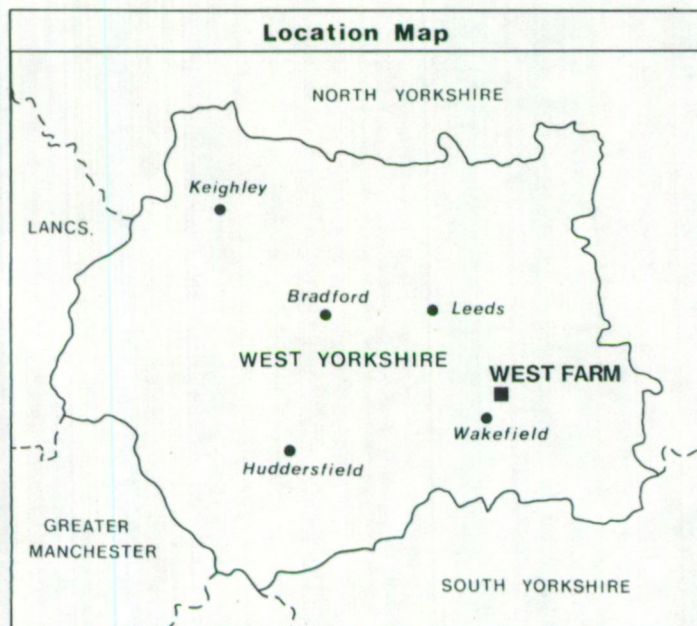 Location Map
NORTH YORKSHIRE
Keighley
LANCS.
Bradford
Leeds
WEST YORKSHIRE
WEST FARM
Wakefield
Huddersfield
GREATER
MANCHESTER
SOUTH YORKSHIRE